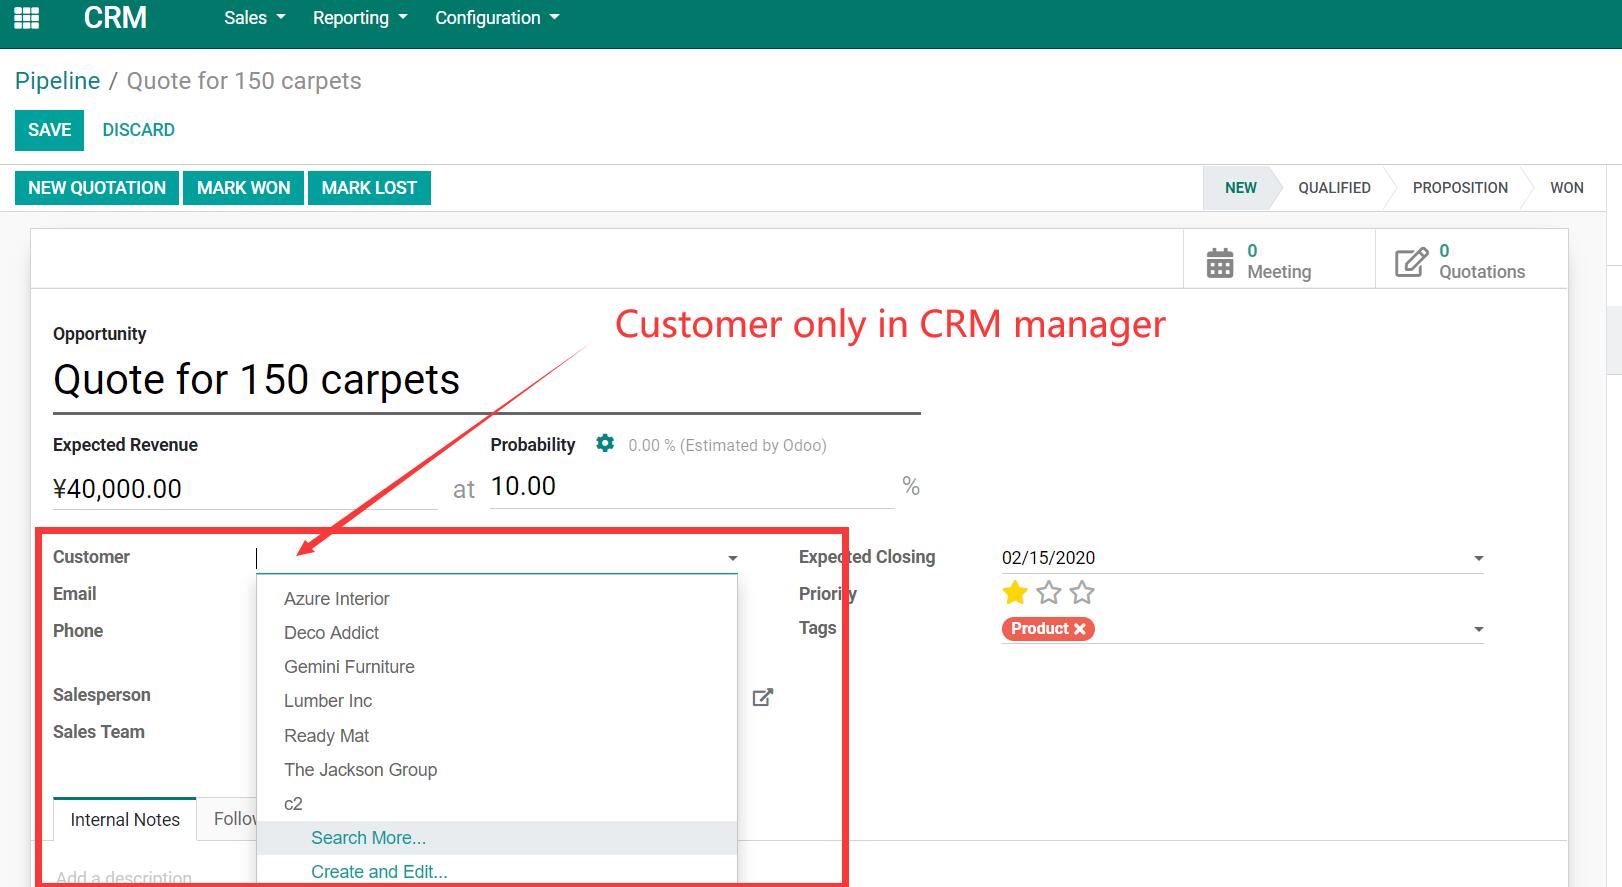 CRM Sales Reporting Configuration
Pipeline / Quote for 150 carpets
SAVE DISCARD
NEW QUOTATION MARK WON MARK LOST NEW QUALIFIED PROPOSITION WON
0 Meeting 0 Quotations
Customer only in CRM manager
Opportunity
Quote for 150 carpets
Expected Revenue Probability 0.00 % (Estimated by Odoo)
¥40,000.00 at 10.00 %
Customer Expected Closing 02/15/2020
Email Priority
Phone Tags Product ×
Azure Interior
Deco Addict
Gemini Furniture
Lumber Inc
Salesperson
Ready Mat
Sales Team
The Jackson Group
c2
Internal Notes Follow
Search More...
Create and Edit...
Add a description